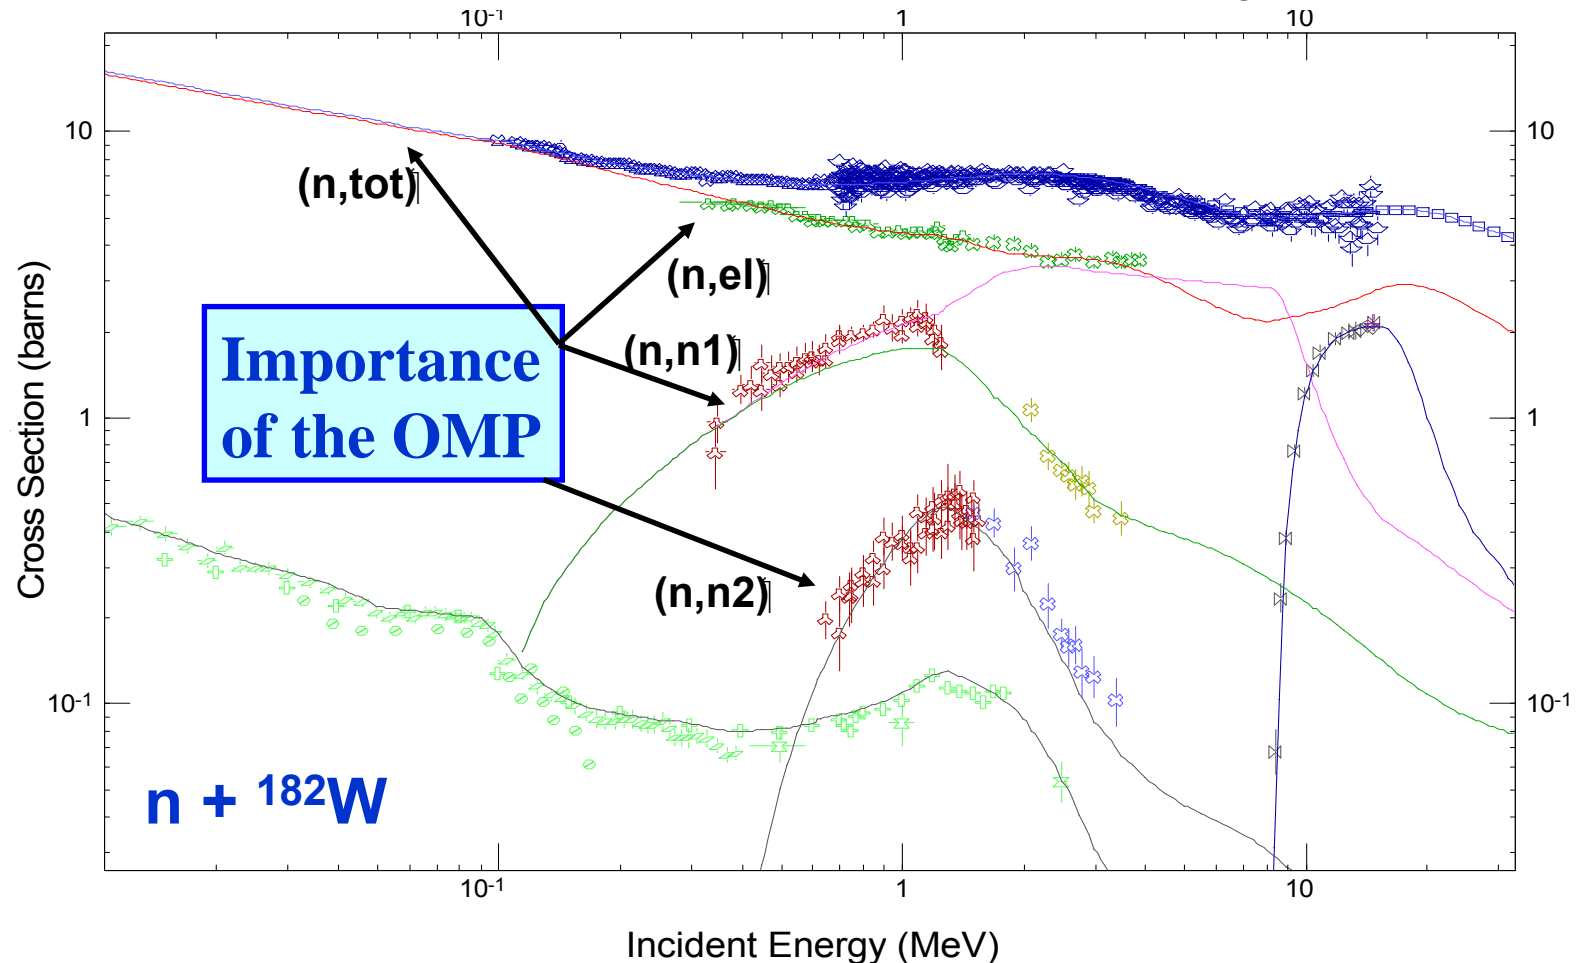 10⁻¹ 1 10
10 10
(n,tot)
(n,el)
(n,n1)
Importance
of the OMP
1 1
(n,n2)
10⁻¹ 10⁻¹
n + ¹⁸²W
10⁻¹ 1 10
Incident Energy (MeV)
Cross Section (barns)